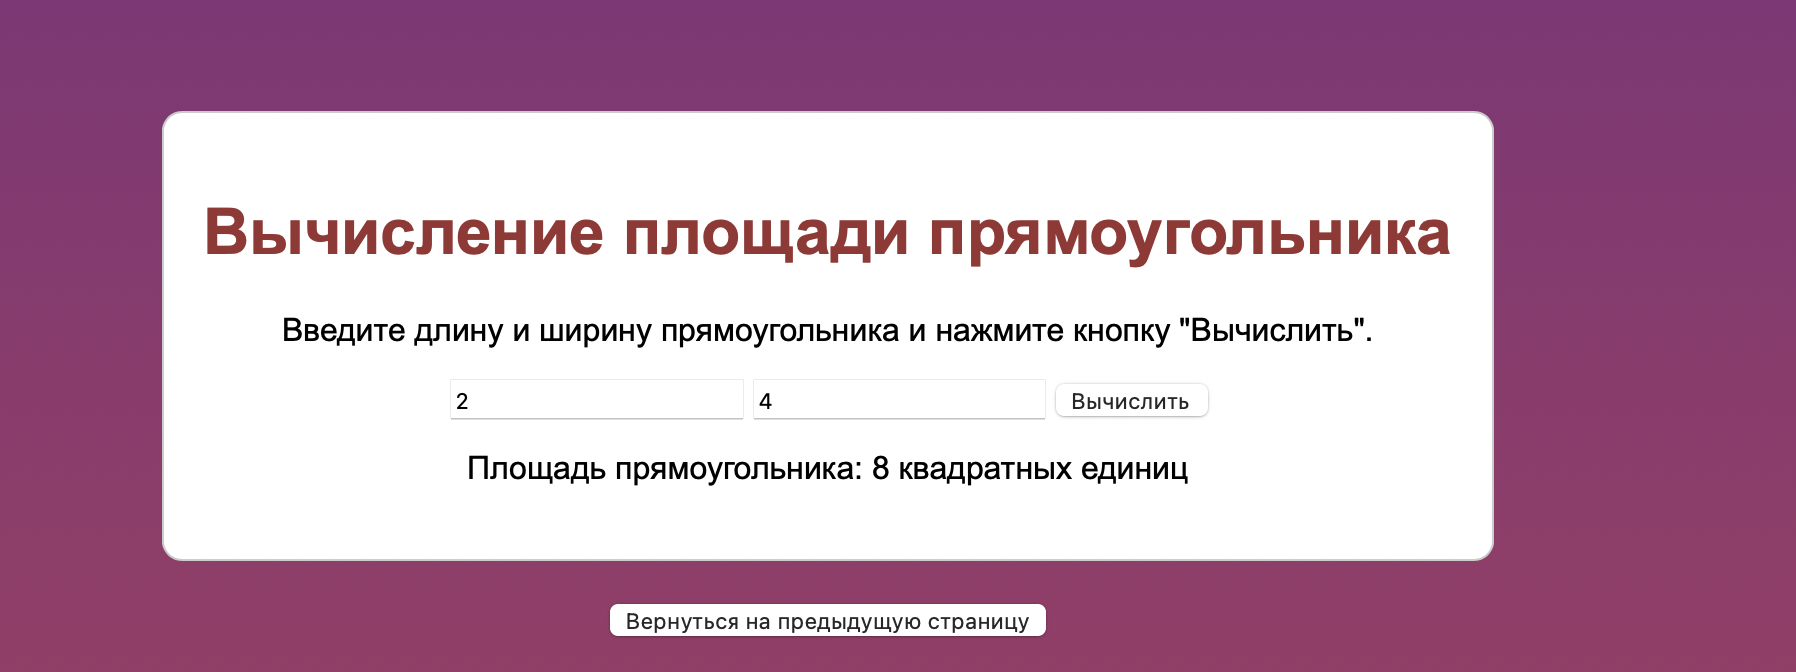 Вычисление площади прямоугольника
Введите длину и ширину прямоугольника и нажмите кнопку "Вычислить".
2 4 Вычислить
Площадь прямоугольника: 8 квадратных единиц
Вернуться на предыдущую страницу